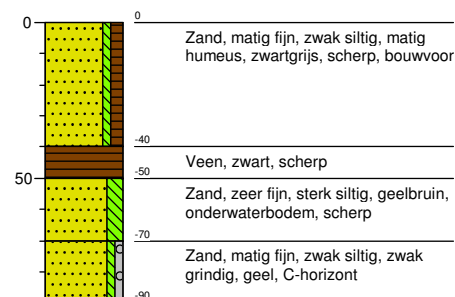 0
0
Zand, matig fijn, zwak siltig, matig
humeus, zwartgrijs, scherp, bouwvoor
-40
Veen, zwart, scherp
-50
50
Zand, zeer fijn, sterk siltig, geelbruin,
onderwaterbodem, scherp
-70
Zand, matig fijn, zwak siltig, zwak
grindig, geel, C-horizont
-90